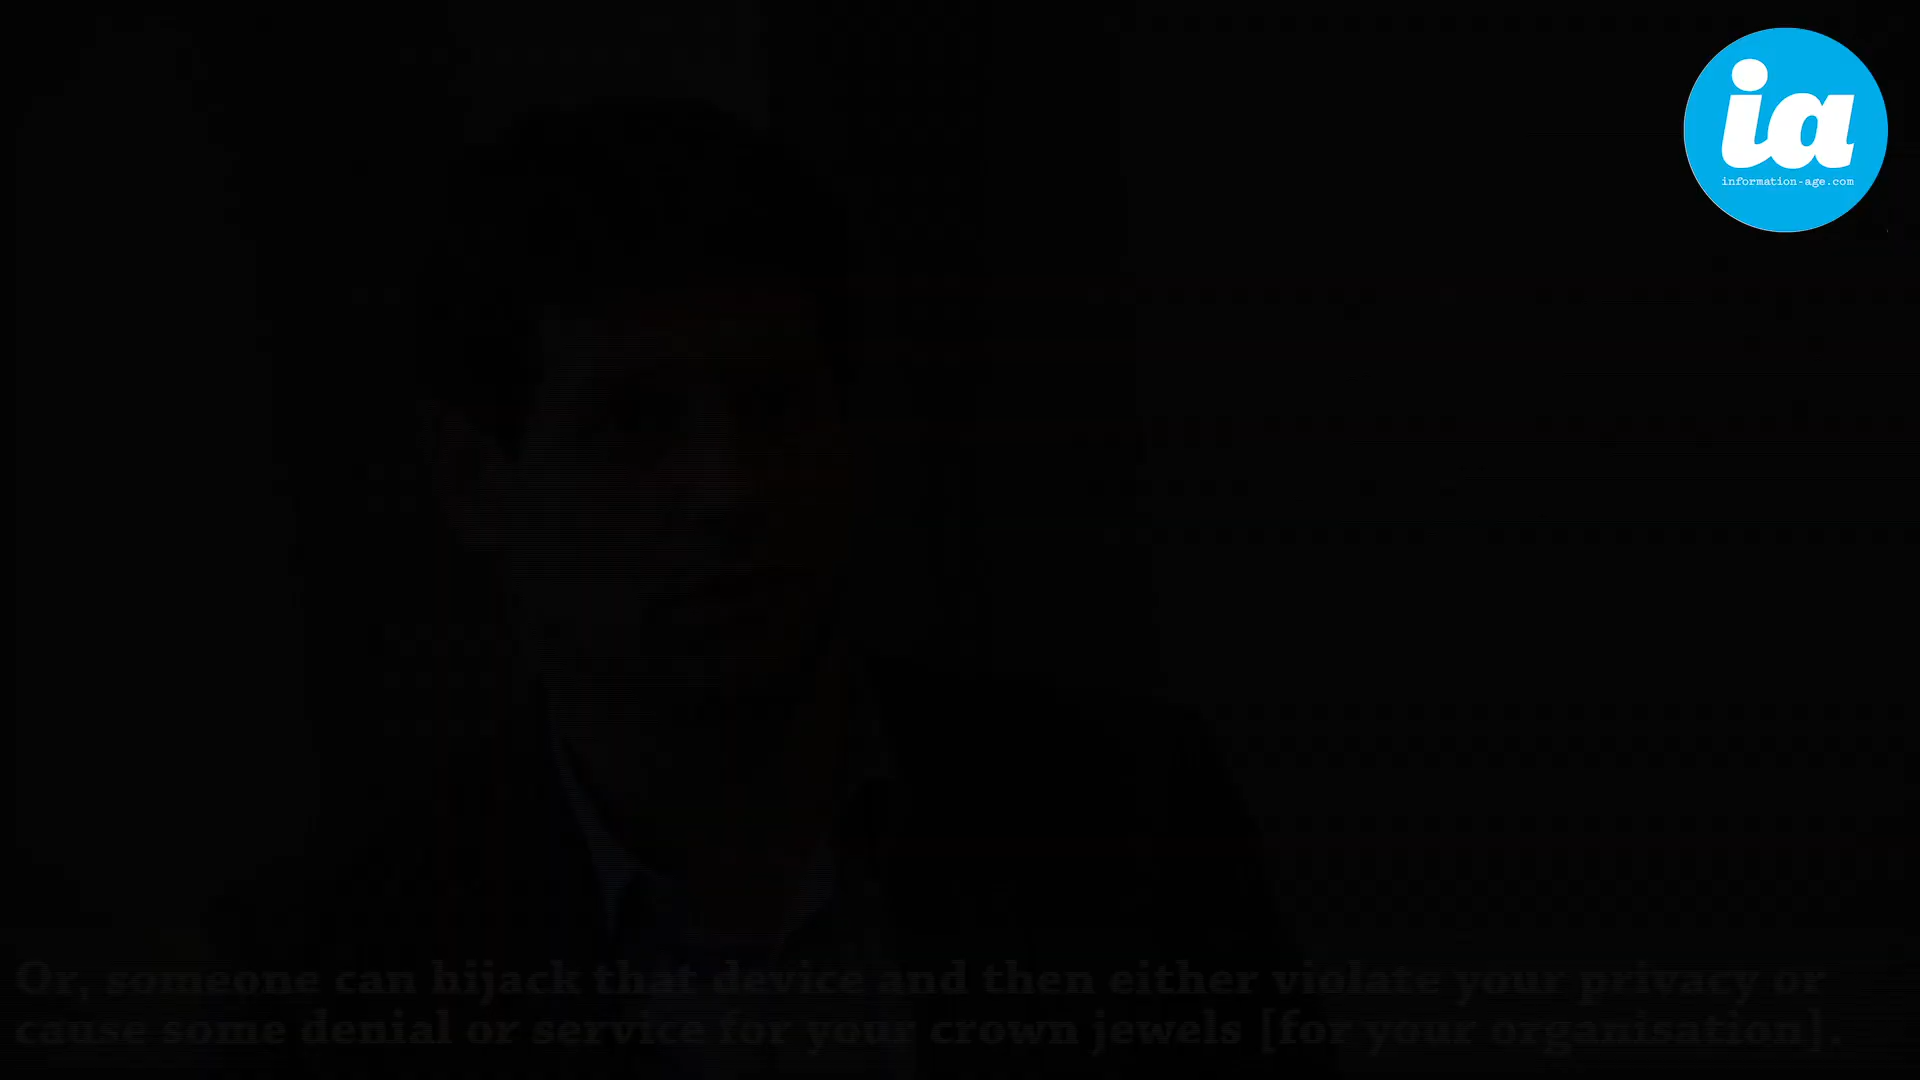 ia
information-age.com
Or, someone can hijack that device and then either violate your privacy or
cause some denial or service for your crown jewels [for your organisation].